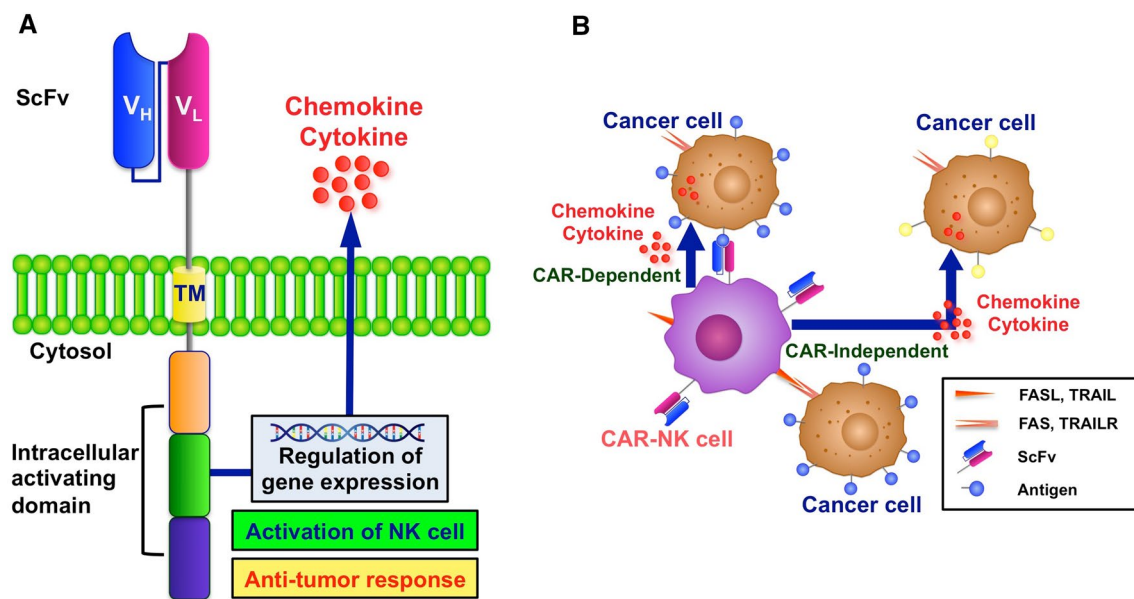 A
ScFv
VH
VL
Chemokine
Cytokine
TM
Cytosol
Intracellular
activating
domain
Regulation of
gene expression
Activation of NK cell
Anti-tumor response
B
Cancer cell
Cancer cell
Chemokine
Cytokine
CAR-Dependent
Chemokine
Cytokine
CAR-Independent
CAR-NK cell
Cancer cell
FASL, TRAIL
FAS, TRAILR
ScFv
Antigen